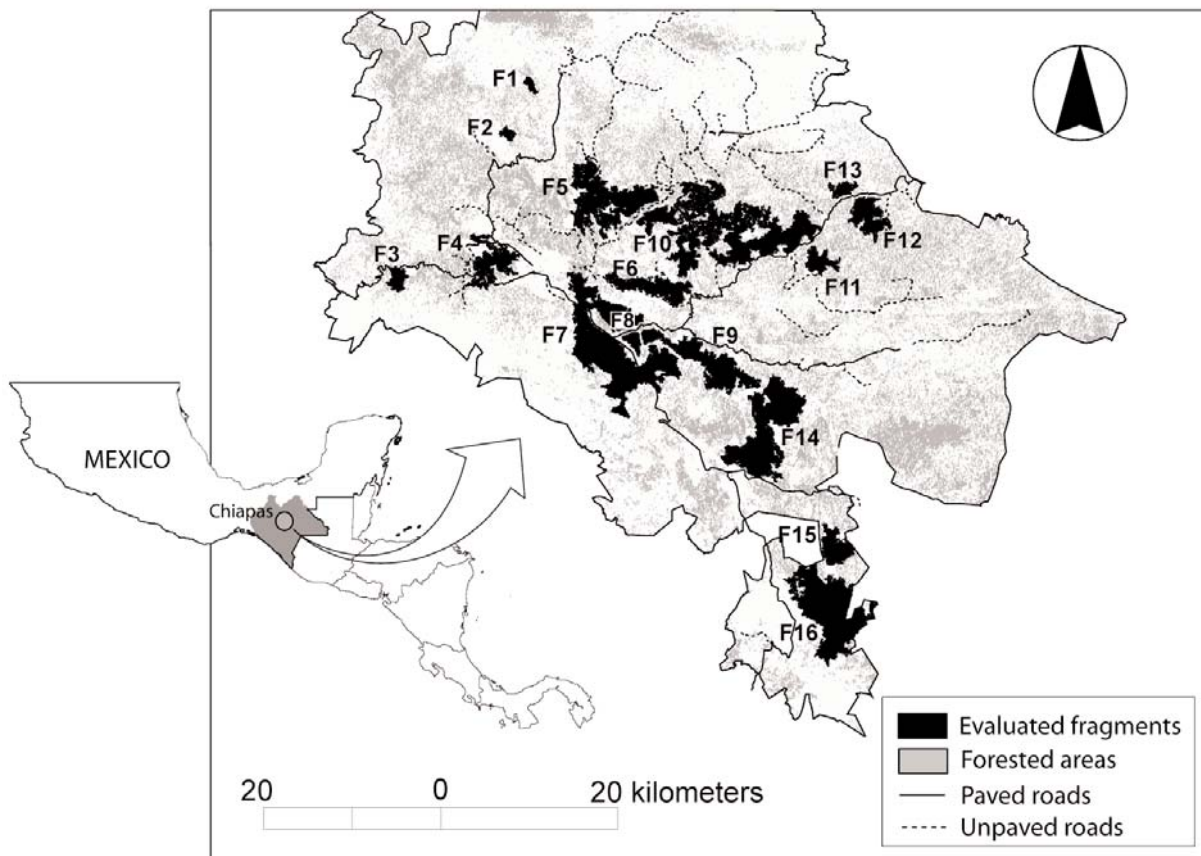 F1
F2
F13
F5
F12
F4
F10
F3
F6
F11
F8
F7
F9
F14
MEXICO
Chiapas
F15
F16
Evaluated fragments
Forested areas
Paved roads
Unpaved roads
20 0 20 kilometers